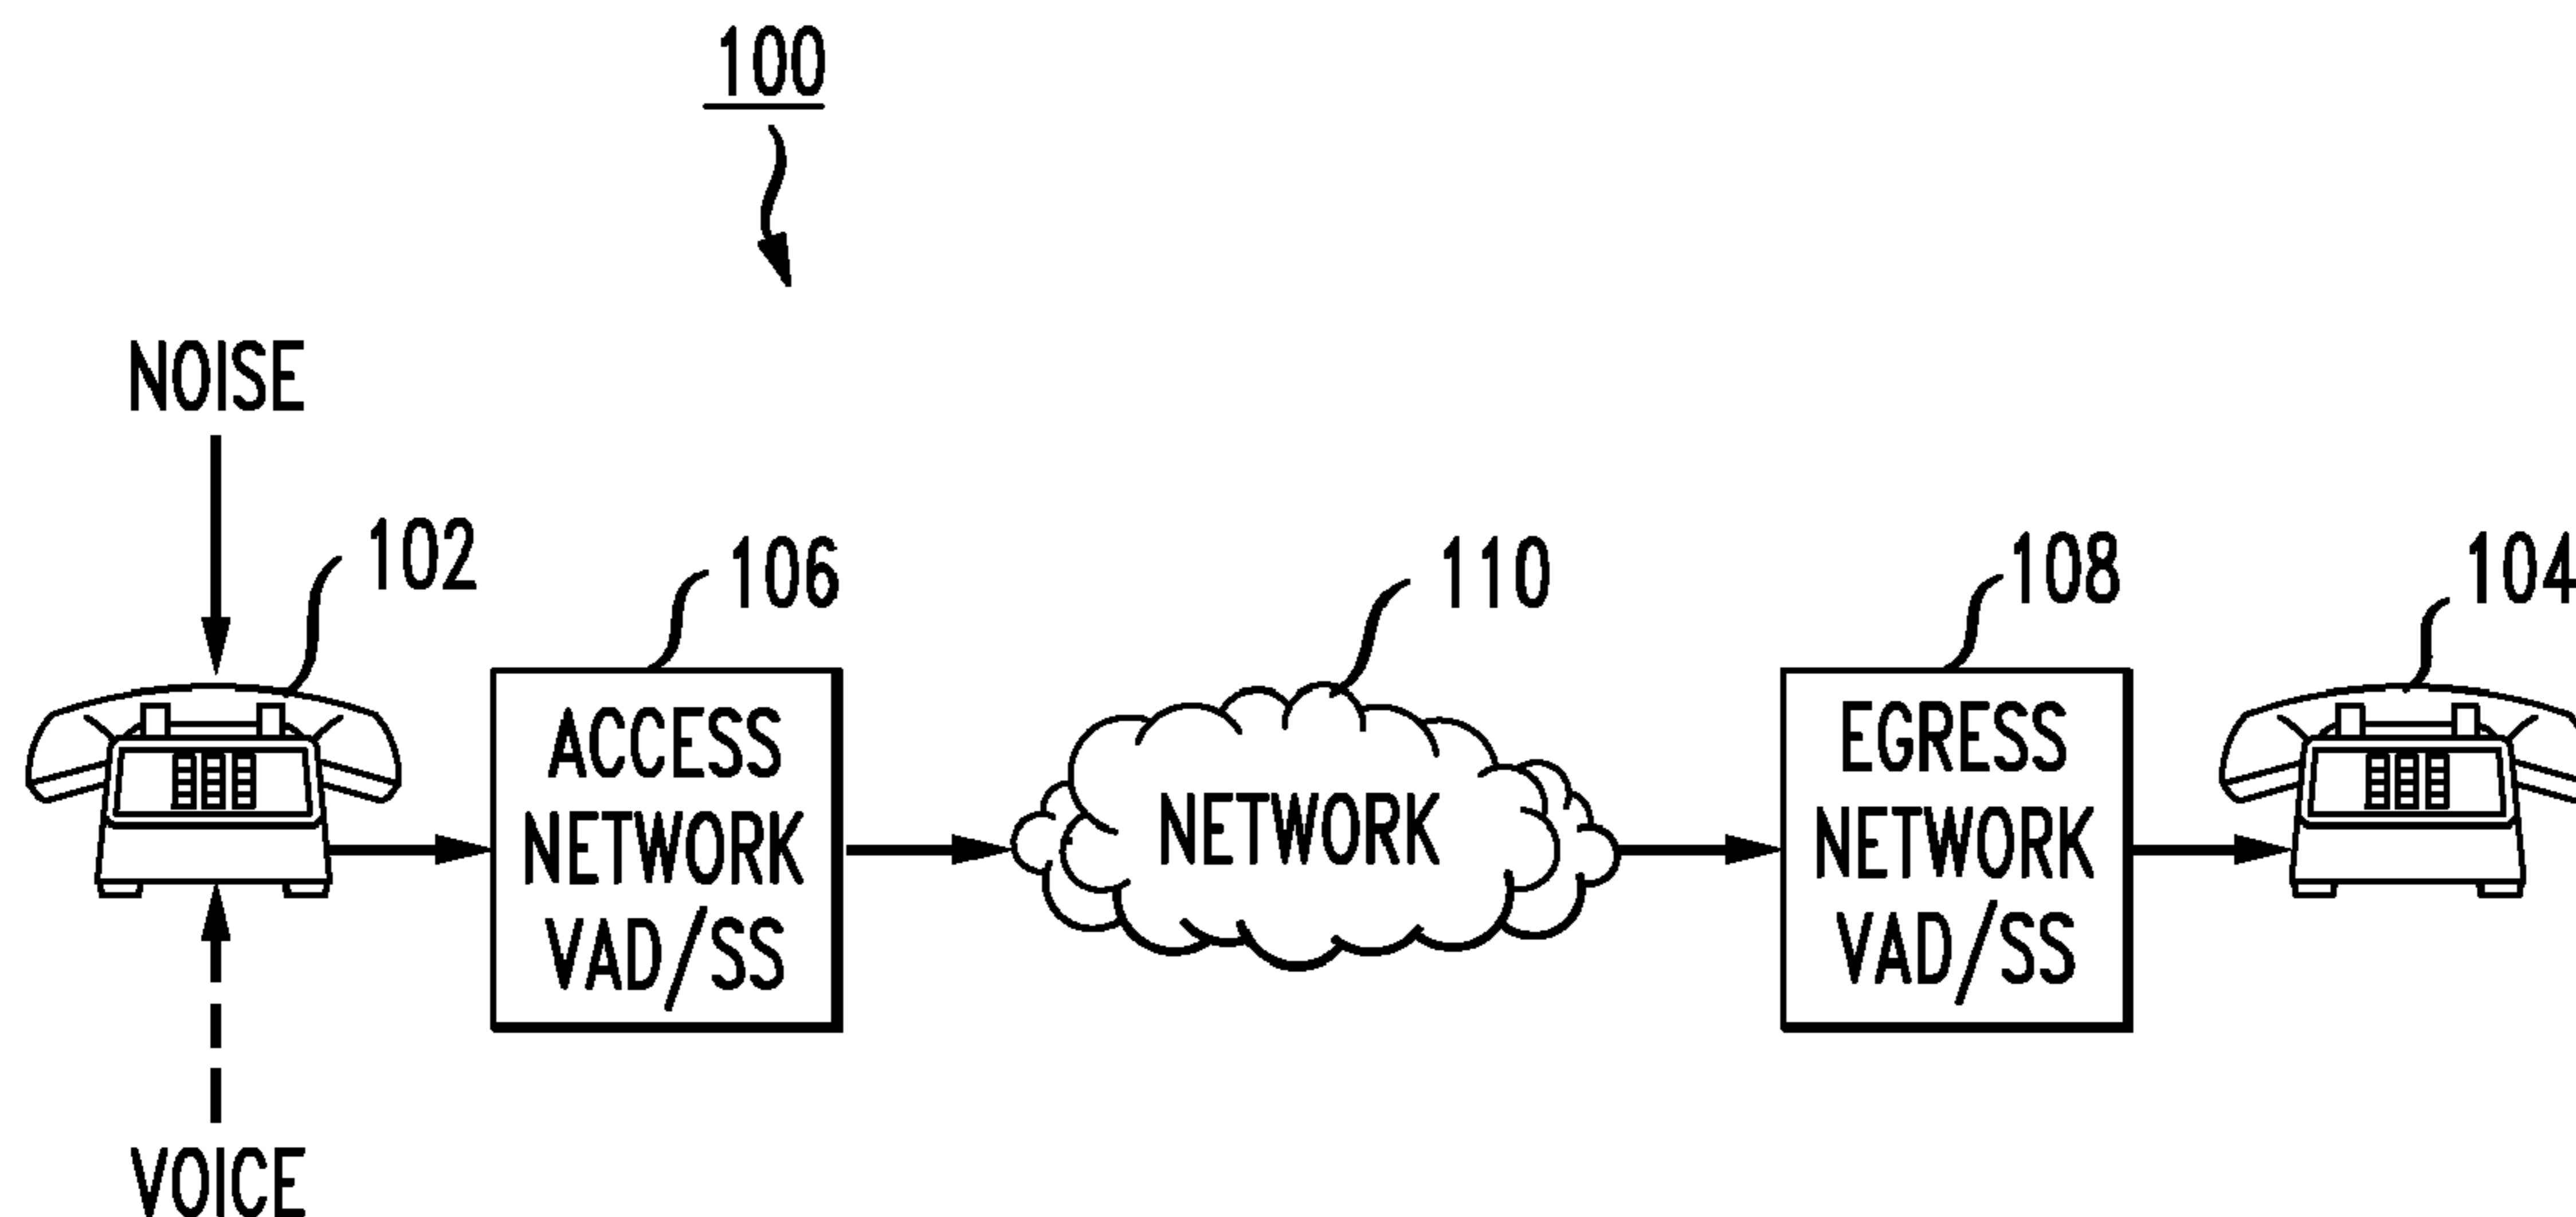 100
NOISE
102
106
110
108
104
ACCESS
NETWORK
VAD/SS
NETWORK
EGRESS
NETWORK
VAD/SS
VOICE